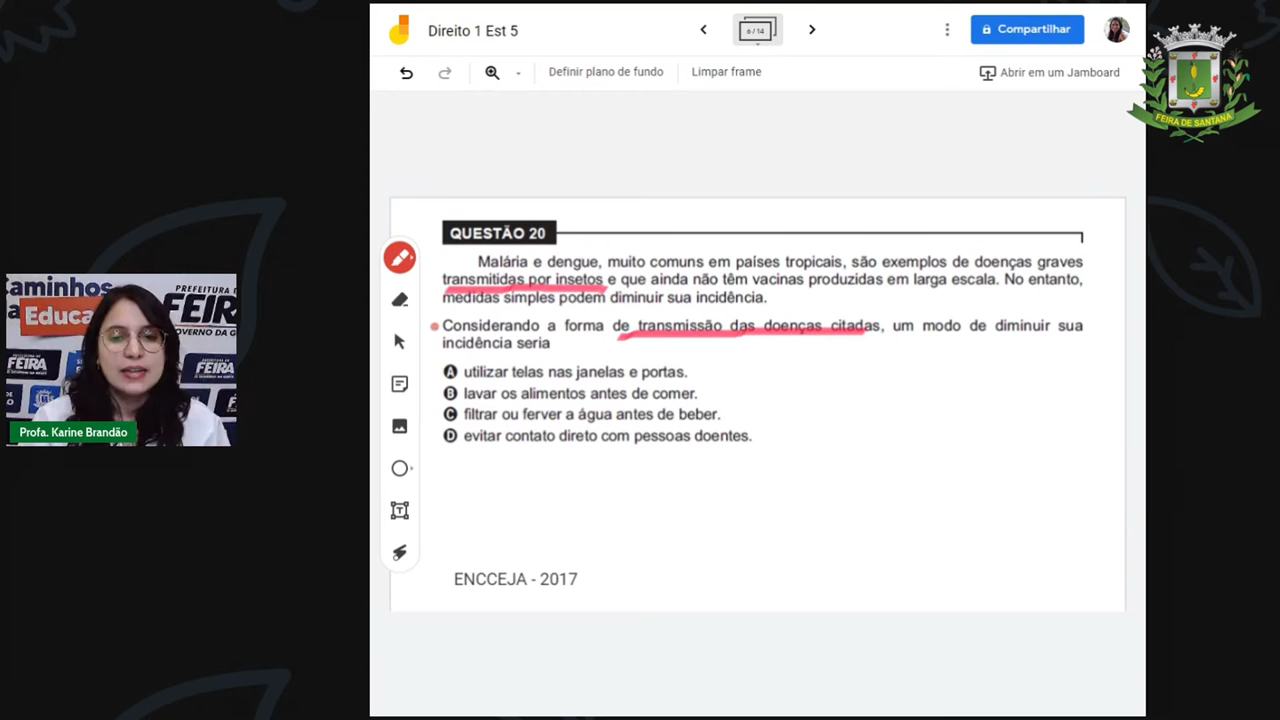 Direito 1 Est 5
6 / 14
Compartilhar
Definir plano de fundo
Limpar frame
Abrir em um Jamboard
FEIRA DE SANTANA
QUESTÃO 20
Malária e dengue, muito comuns em países tropicais, são exemplos de doenças graves
transmitidas por insetos e que ainda não têm vacinas produzidas em larga escala. No entanto,
medidas simples podem diminuir sua incidência.
Considerando a forma de transmissão das doenças citadas, um modo de diminuir sua
incidência seria
A utilizar telas nas janelas e portas.
B lavar os alimentos antes de comer.
C filtrar ou ferver a água antes de beber.
D evitar contato direto com pessoas doentes.
ENCCEJA - 2017
Educa
FEIRA
FEIRA
FEIRA
Profa. Karine Brandão